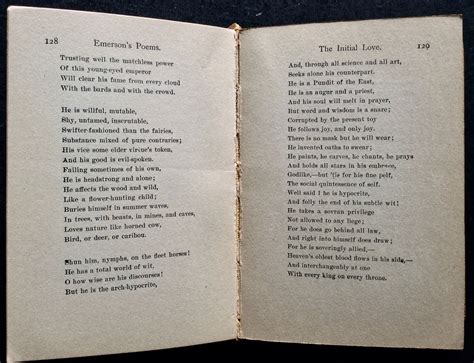 128 Emerson's Poems.
Trusting well the matchless power
Of this young-eyed emperor
Will clear his fame from every cloud
With the bards and with the crowd.
He is willful, mutable,
Shy, untamed, inscrutable,
Swifter-fashioned than the fairies,
Substance mixed of pure contraries;
His vice some elder virtue's token,
And his good is evil-spoken.
Failing sometimes of his own,
He is headstrong and alone;
He affects the wood and wild,
Like a flower-hunting child;
Buries himself in summer waves,
In trees, with beasts, in mines, and caves,
Loves nature like horned cow,
Bird, or deer, or caribou.
Shun him, nymphs, on the fleet horses!
He has a total world of wit,
O how wise are his discourses!
But he is the arch-hypocrite,
The Initial Love. 129
And, through all science and all art,
Seeks alone his counterpart.
He is a Pundit of the East,
He is an augur and a priest,
And his soul will melt in prayer,
But word and wisdom is a snare;
Corrupted by the present toy
He follows joy, and only joy.
There is no mask but he will wear;
He invented oaths to swear;
He paints, he carves, he chants, he prays
And holds all stars in his embrace,
Godlike,—but 'tis for his fine pelf,
The social quintessence of self.
Well said I he is hypocrite,
And folly the end of his subtle wit!
He takes a sovran privilege
Not allowed to any liege;
For he does go behind all law,
And right into himself does draw;
For he is sovereignly allied,—
Heaven's oldest blood flows in his side,—
And interchangeably at one
With every king on every throne.